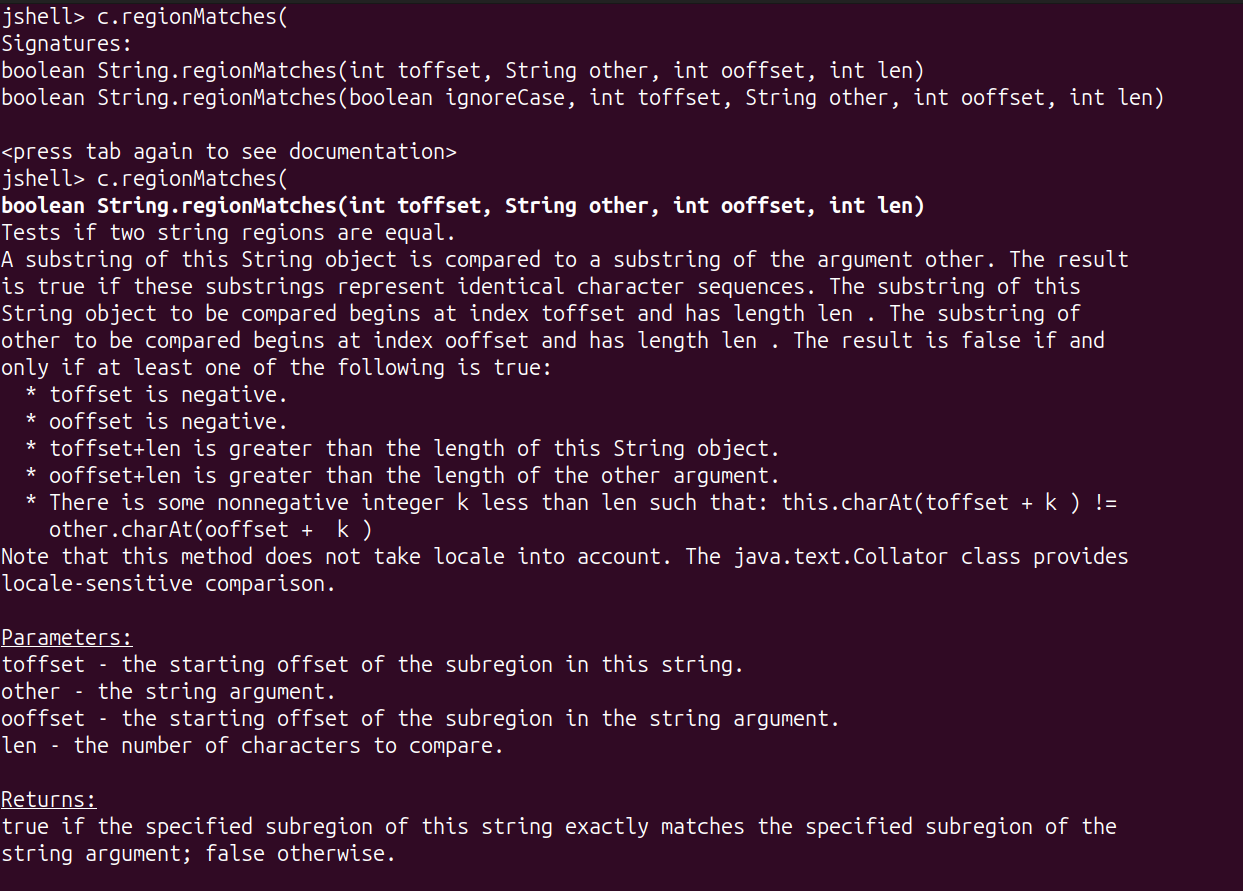 jshell> c.regionMatches(
Signatures:
boolean String.regionMatches(int toffset, String other, int ooffset, int len)
boolean String.regionMatches(boolean ignoreCase, int toffset, String other, int ooffset, int len)

<press tab again to see documentation>
jshell> c.regionMatches(
boolean String.regionMatches(int toffset, String other, int ooffset, int len)
Tests if two string regions are equal.
A substring of this String object is compared to a substring of the argument other. The result
is true if these substrings represent identical character sequences. The substring of this
String object to be compared begins at index toffset and has length len . The substring of
other to be compared begins at index ooffset and has length len . The result is false if and
only if at least one of the following is true:
  * toffset is negative.
  * ooffset is negative.
  * toffset+len is greater than the length of this String object.
  * ooffset+len is greater than the length of the other argument.
  * There is some nonnegative integer k less than len such that: this.charAt(toffset + k ) !=
    other.charAt(ooffset +  k )
Note that this method does not take locale into account. The java.text.Collator class provides
locale-sensitive comparison.

Parameters:
toffset - the starting offset of the subregion in this string.
other - the string argument.
ooffset - the starting offset of the subregion in the string argument.
len - the number of characters to compare.

Returns:
true if the specified subregion of this string exactly matches the specified subregion of the
string argument; false otherwise.